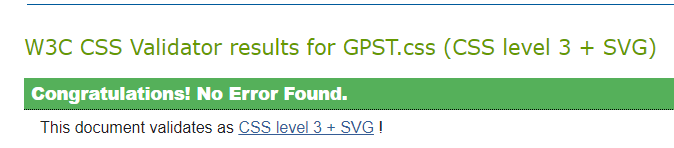 W3C CSS Validator results for GPST.css (CSS level 3 + SVG)
Congratulations! No Error Found.
This document validates as CSS level 3 + SVG !